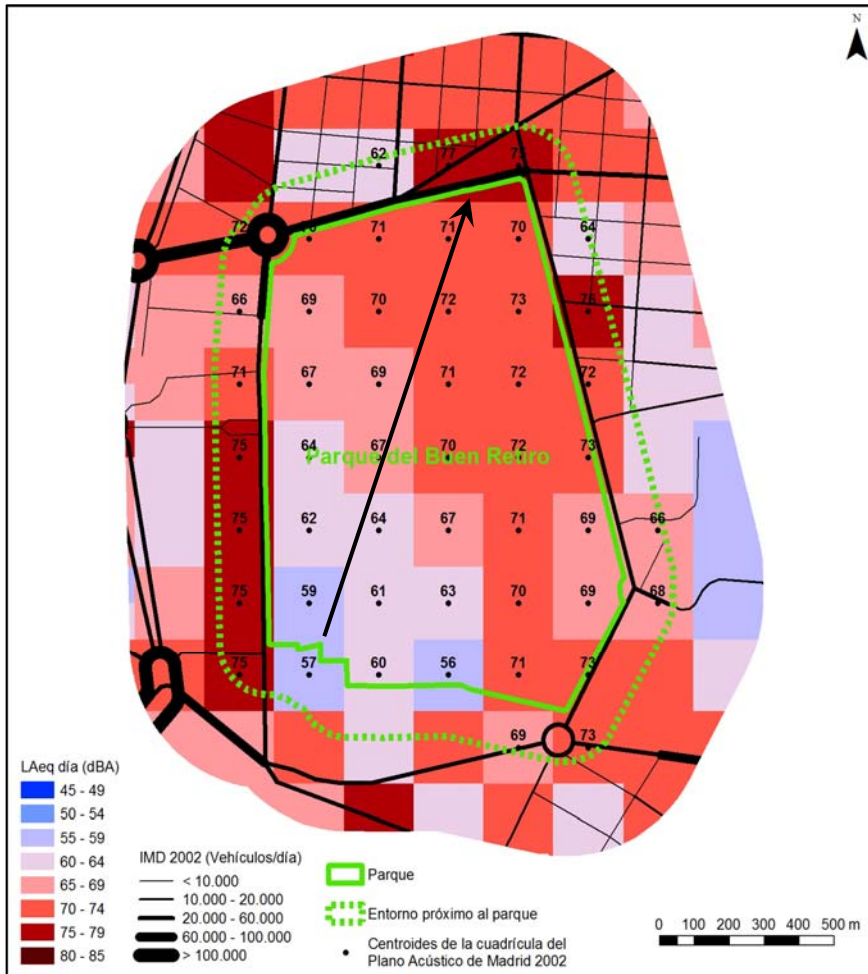 N
62 77
72 71 71 70 64
66 69 70 72 73
71 67 69 71 72 72
75 64 67 70 72 73
Parque del Buen Retiro
75 62 64 67 71 69 66
75 59 61 63 70 69 68
75 57 60 56 71 73
69 73
LAeq día (dBA)
45 - 49
50 - 54
55 - 59
60 - 64
65 - 69
70 - 74
75 - 79
80 - 85
IMD 2002 (Vehículos/día)
< 10.000
10.000 - 20.000
20.000 - 60.000
60.000 - 100.000
> 100.000
Parque
Entorno próximo al parque
Centroides de la cuadrícula del
Plano Acústico de Madrid 2002
0 100 200 300 400 500 m